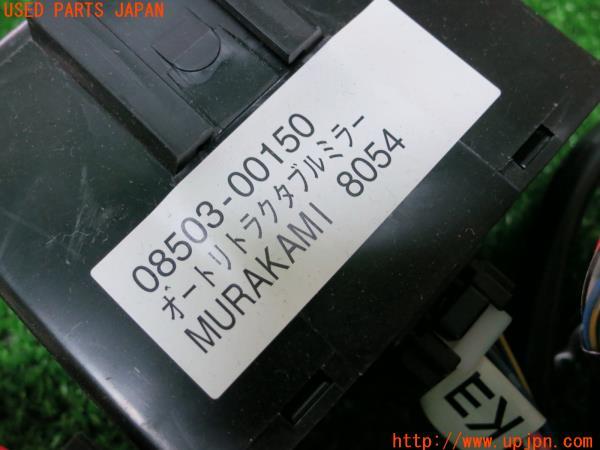 USED PARTS JAPAN
08503-00150
オートリトラクタブルミラー
MURAKAMI 8054
KE
http://www.upjpn.com/